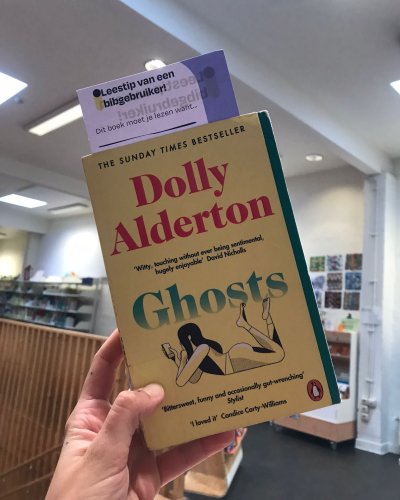 Leestip van een
bibgebruiker!
Dit boek moet je lezen want...
THE SUNDAY TIMES BESTSELLER
Dolly
Alderton
'Witty, touching without ever being sentimental,
hugely enjoyable' David Nicholls
Ghosts
'Bittersweet, funny and occasionally gut-wrenching'
Stylist
'I loved it' Candice Carty-Williams